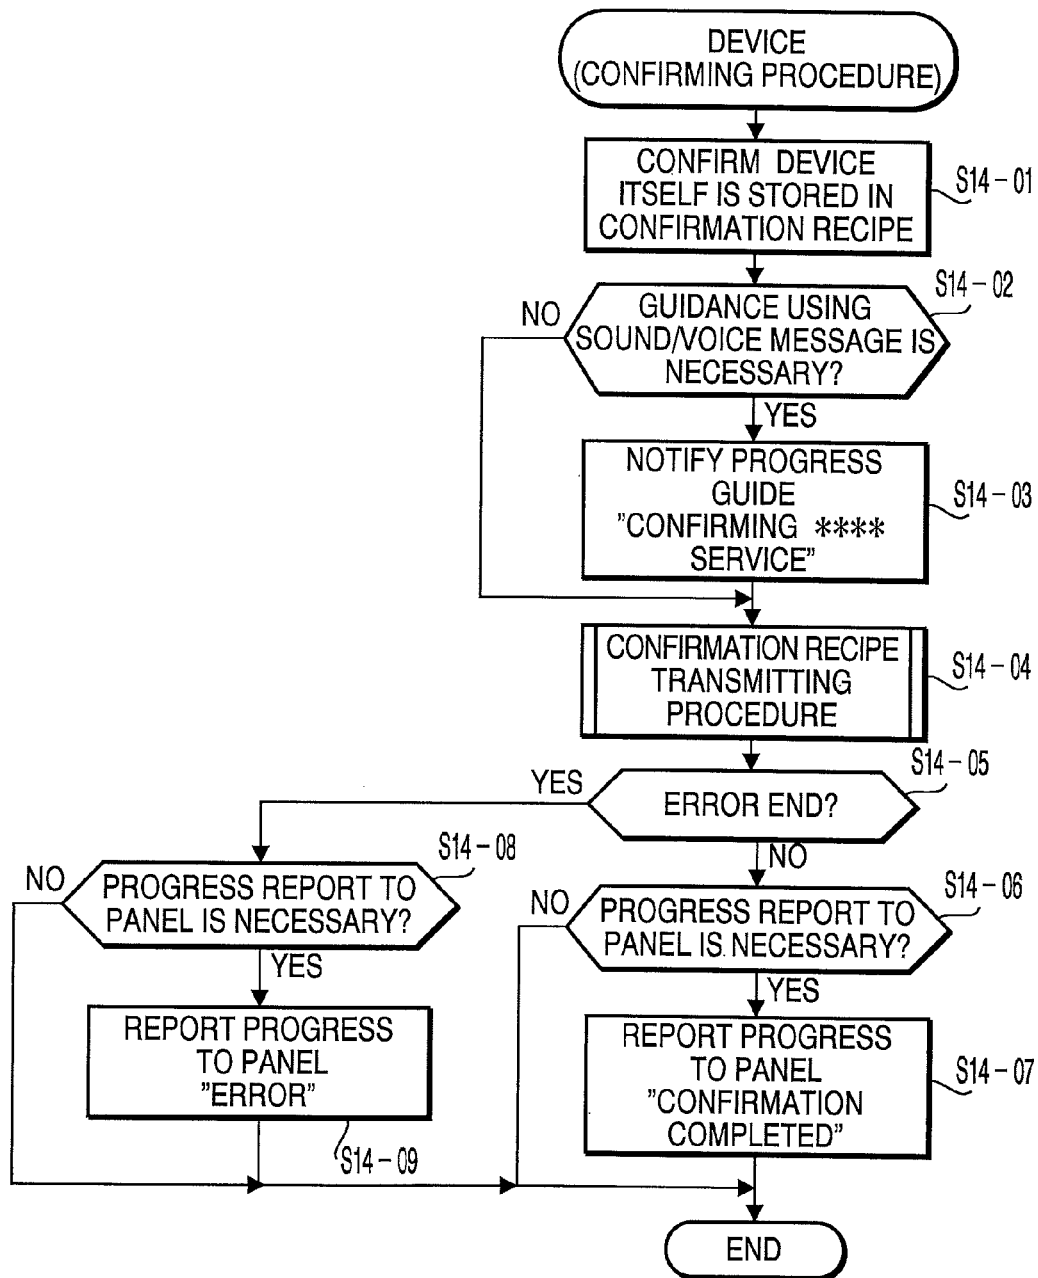 DEVICE
(CONFIRMING PROCEDURE)
CONFIRM DEVICE
ITSELF IS STORED IN
CONFIRMATION RECIPE
S14-01
S14-02
NO
GUIDANCE USING
SOUND/VOICE MESSAGE IS
NECESSARY?
YES
NOTIFY PROGRESS
GUIDE
"CONFIRMING ****
SERVICE"
S14-03
CONFIRMATION RECIPE
TRANSMITTING
PROCEDURE
S14-04
S14-05
YES
ERROR END?
NO
S14-08
NO
PROGRESS REPORT TO
PANEL IS NECESSARY?
YES
S14-06
NO
PROGRESS REPORT TO
PANEL IS NECESSARY?
YES
REPORT PROGRESS
TO PANEL
"ERROR"
S14-09
REPORT PROGRESS
TO PANEL
"CONFIRMATION
COMPLETED"
S14-07
END